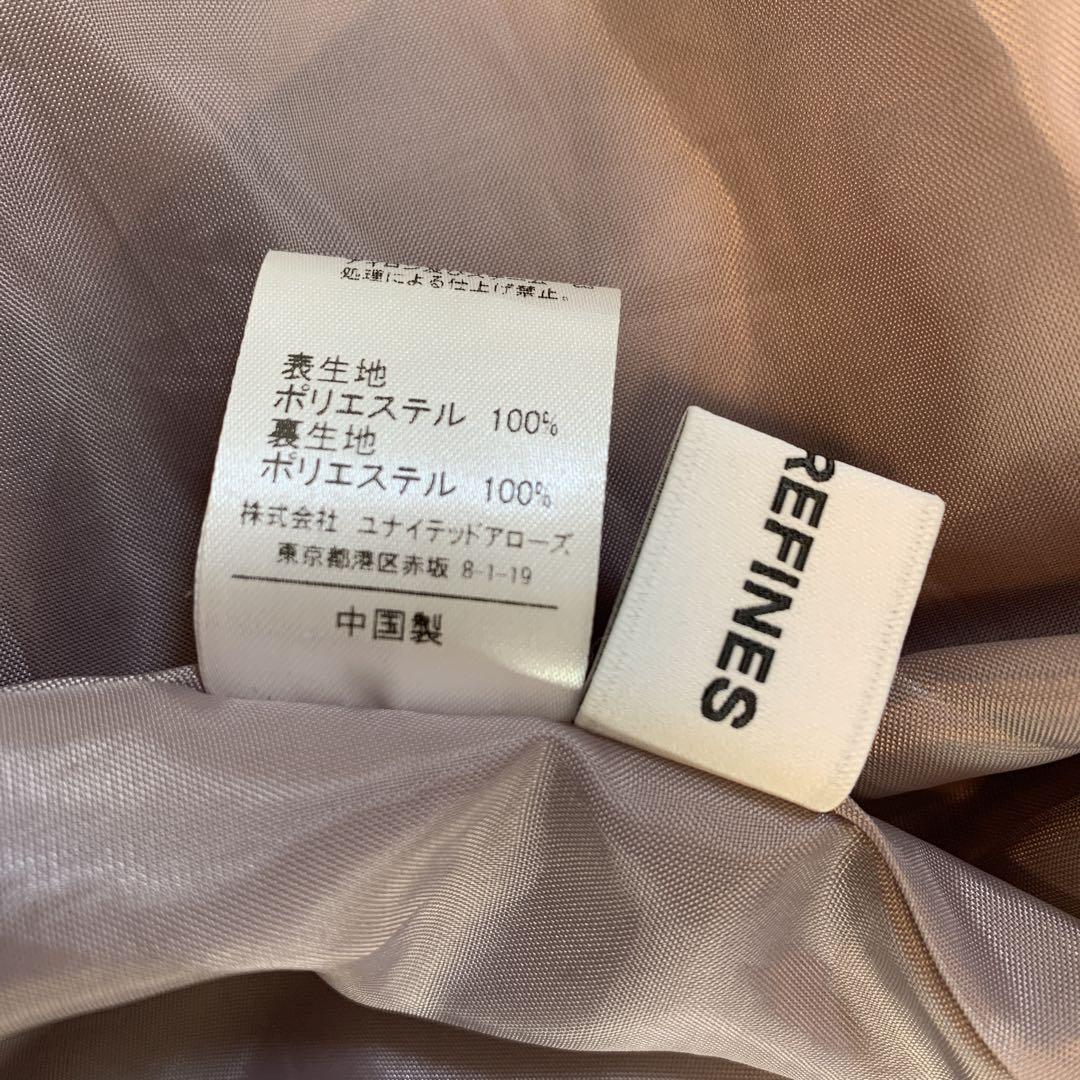 処理による仕上げ禁止。
表生地
ポリエステル 100%
裏生地
ポリエステル 100%
株式会社 ユナイテッドアローズ
東京都港区赤坂 8-1-19
中国製
REFINES